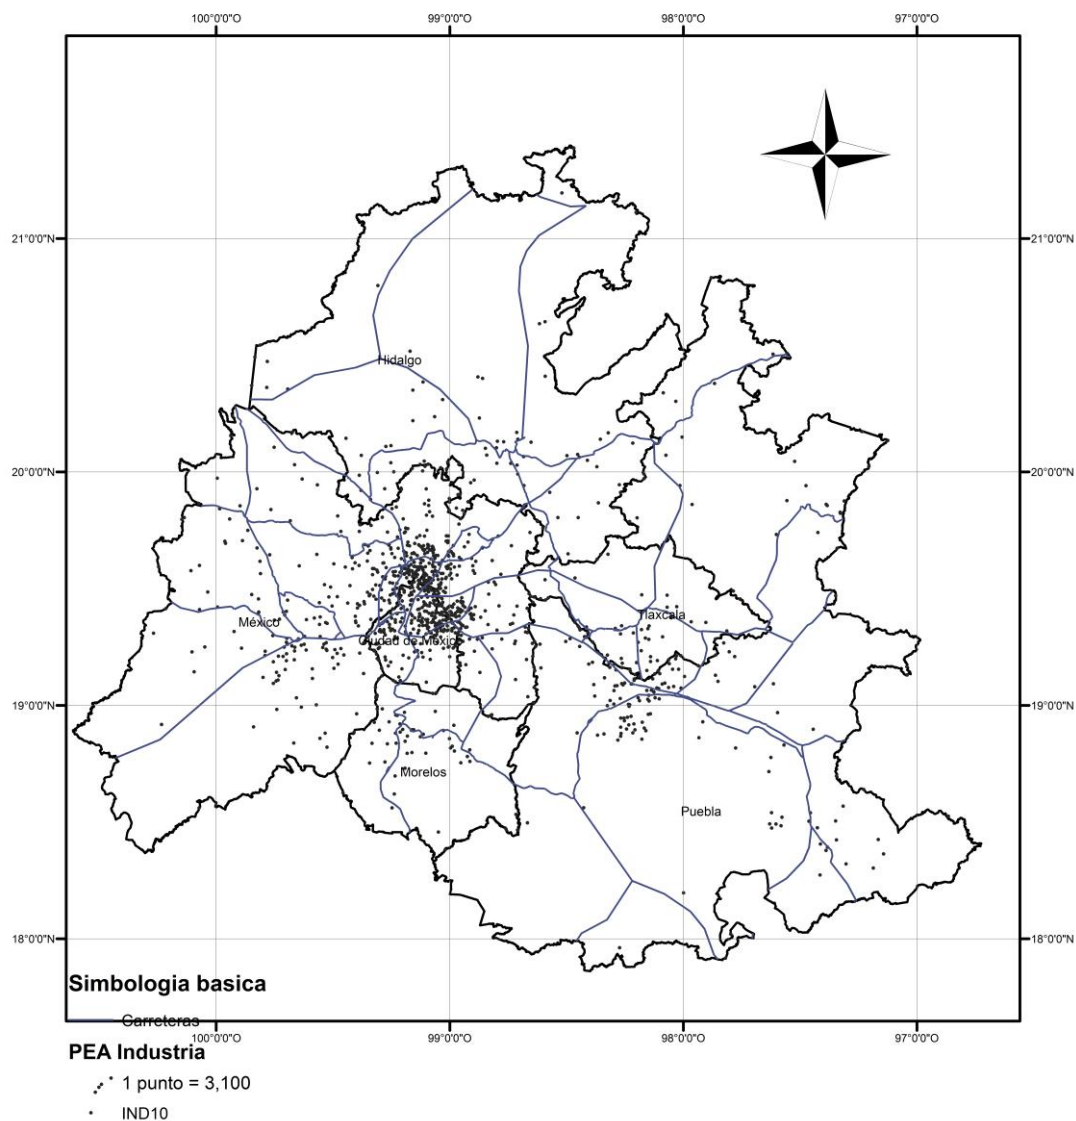 100°0'0"O 99°0'0"O 98°0'0"O 97°0'0"O
21°0'0"N 21°0'0"N
Hidalgo
20°0'0"N 20°0'0"N
Tlaxcala
México
Ciudad de México
19°0'0"N 19°0'0"N
Morelos
Puebla
18°0'0"N 18°0'0"N
Simbologia basica
Carreteras
100°0'0"O 99°0'0"O 98°0'0"O 97°0'0"O
PEA Industria
1 punto = 3,100
IND10